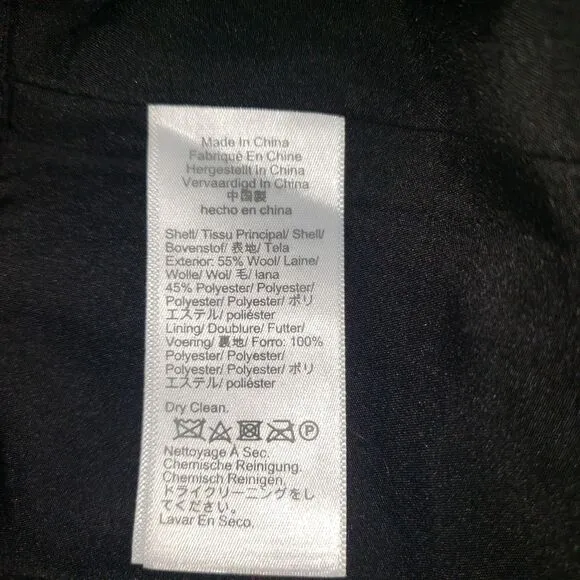 Made In China
Fabriqué En Chine
Hergestellt In China
Vervaardigd In China
中国製
hecho en china
Shell/ Tissu Principal/ Shell/
Bovenstof/ 表地/ Tela
Exterior: 55% Wool/ Laine/
Wolle/ Wol/ 毛/ lana
45% Polyester/ Polyester/
Polyester/ Polyester/ ポリ
エステル/ poliéster
Lining/ Doublure/ Futter/
Voering/ 裏地/ Forro: 100%
Polyester/ Polyester/
Polyester/ Polyester/ ポリ
エステル/ poliéster
Dry Clean.
P
Nettoyage À Sec.
Chemische Reinigung.
Chemisch Reinigen.
ドライクリーニングをし
てください.
Lavar En Seco.